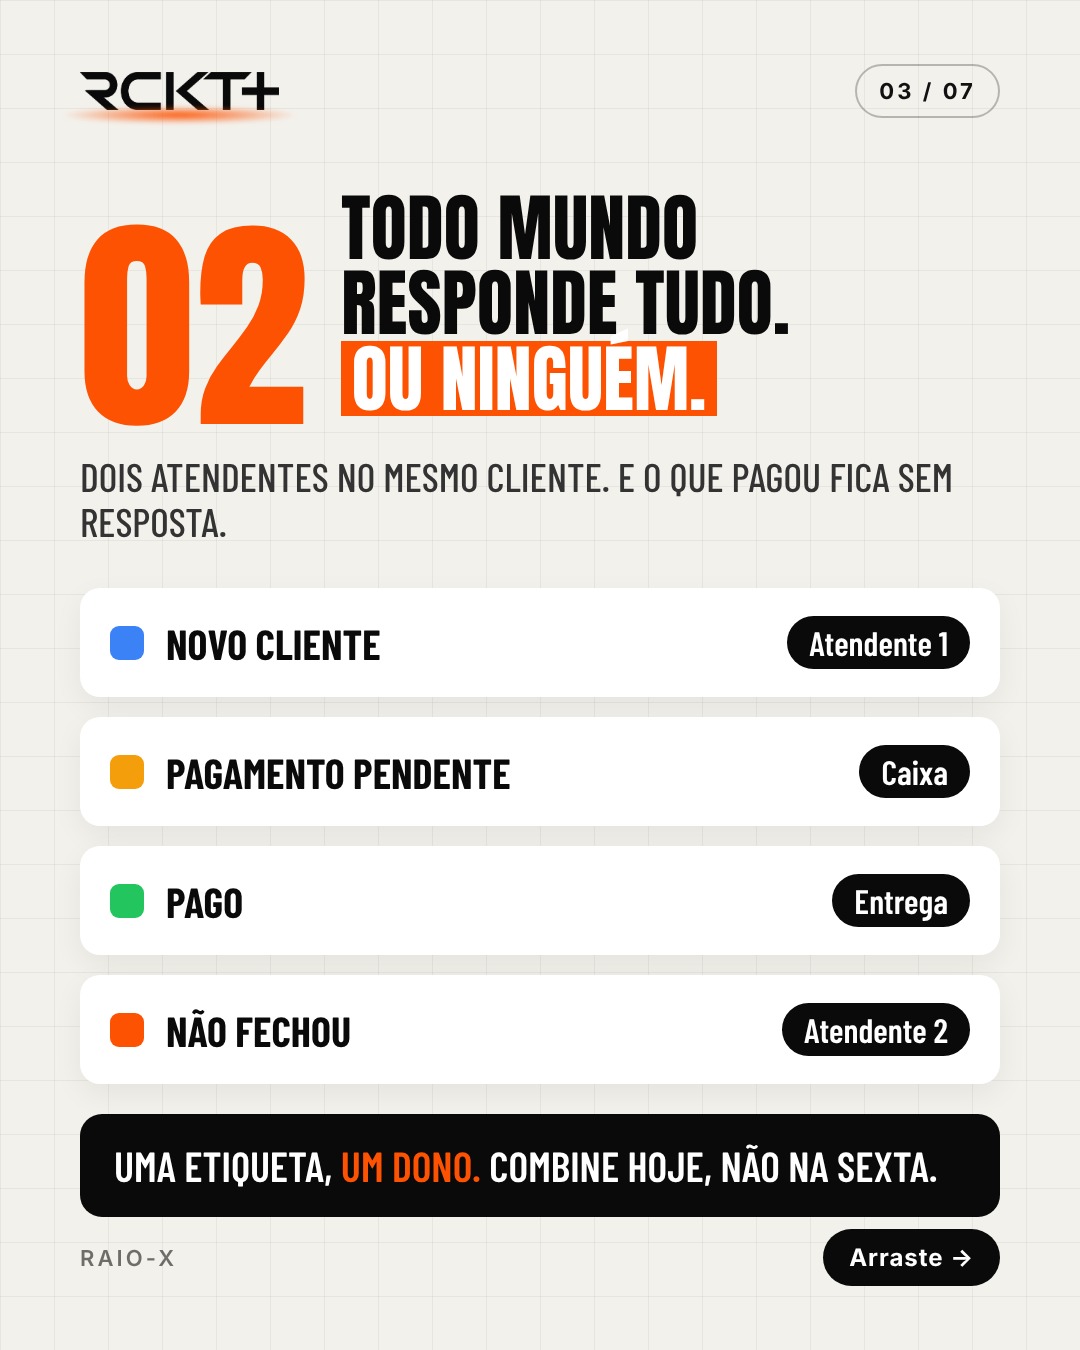 RCKT+
03 / 07
02
TODO MUNDO
RESPONDE TUDO.
OU NINGUÉM.
DOIS ATENDENTES NO MESMO CLIENTE. E O QUE PAGOU FICA SEM
RESPOSTA.
NOVO CLIENTE
Atendente 1
PAGAMENTO PENDENTE
Caixa
PAGO
Entrega
NÃO FECHOU
Atendente 2
UMA ETIQUETA, UM DONO. COMBINE HOJE, NÃO NA SEXTA.
RAIO-X
Arraste →